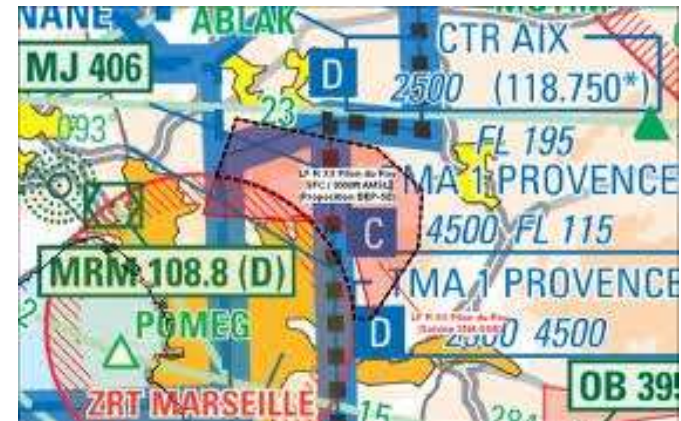 NANE
ABLAK
CTR AIX
MJ 406
D
2500 (118.750*)
23
093
FL 195
TMA 1 PROVENCE
C
4500 FL 115
MRM 108.8 (D)
TMA 1 PROVENCE
POMEG
D
2500 4500
ZRT MARSEILLE
OB 395
15
284